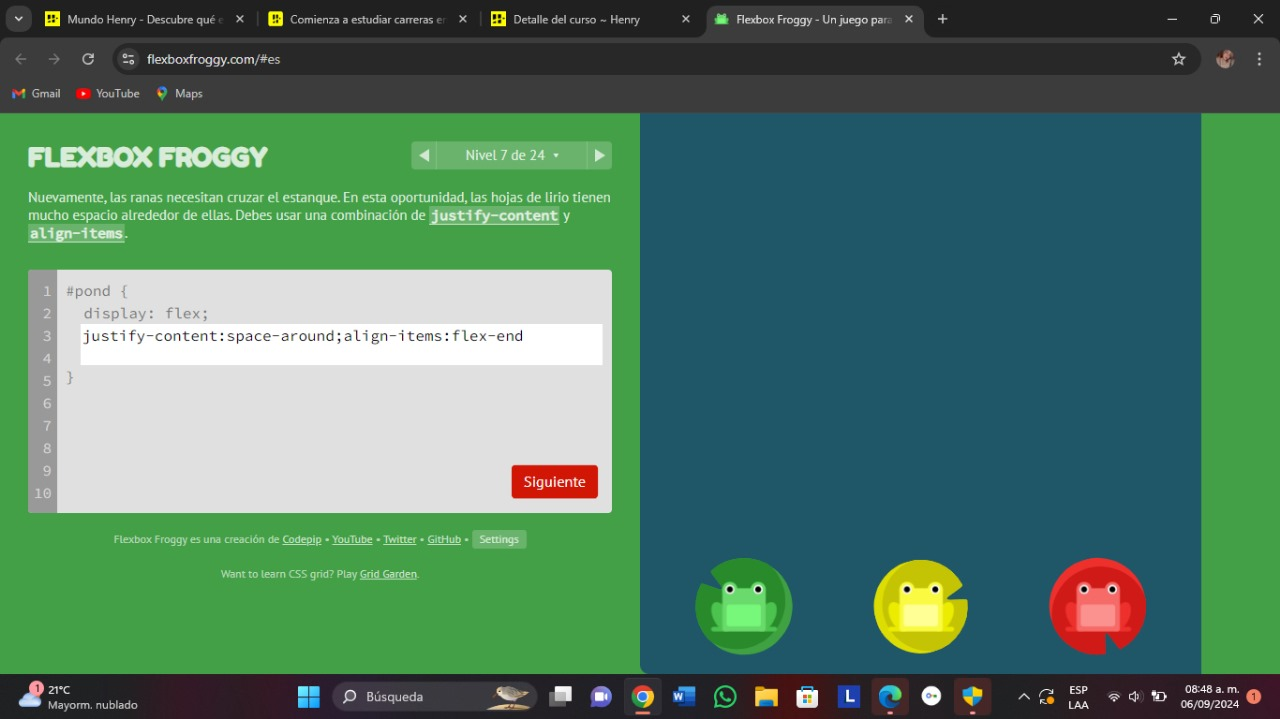 Mundo Henry - Descubre qué e
Comienza a estudiar carreras en
Detalle del curso ~ Henry
Flexbox Froggy - Un juego para
flexboxfroggy.com/#es
Gmail
YouTube
Maps
FLEXBOX FROGGY
Nivel 7 de 24
Nuevamente, las ranas necesitan cruzar el estanque. En esta oportunidad, las hojas de lirio tienen
mucho espacio alrededor de ellas. Debes usar una combinación de justify-content y
align-items.
1 #pond {
2 display: flex;
3 justify-content:space-around;align-items:flex-end
4
5 }
6
7
8
9
10
Siguiente
Flexbox Froggy es una creación de Codepip • YouTube • Twitter • GitHub • Settings
Want to learn CSS grid? Play Grid Garden.
1
21°C
Mayorm. nublado
Búsqueda
W
L
ESP
LAA
08:48 a. m.
06/09/2024
1